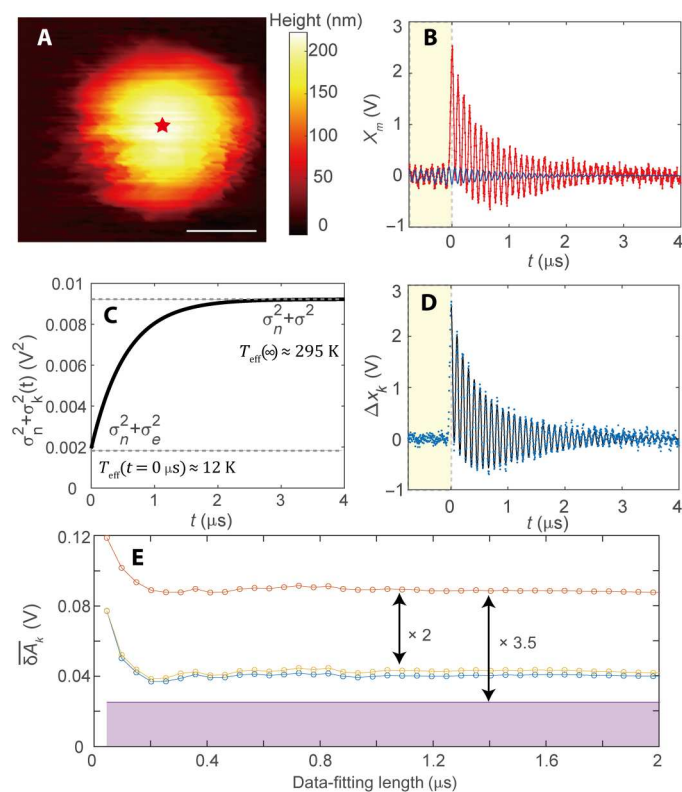 A
Height (nm)
200
150
100
50
0
B
X_m (V)
3
2
1
0
−1
0 1 2 3 4
t (μs)
C
σ_n^2+σ_k^2(t) (V^2)
0.01
0.008
0.006
0.004
0.002
0
σ_n^2+σ^2
T_eff(∞) ≈ 295 K
σ_n^2+σ_e^2
T_eff(t = 0 μs) ≈ 12 K
0 1 2 3 4
t (μs)
D
Δx_k (V)
3
2
1
0
−1
0 1 2 3 4
t (μs)
E
δA_k (V)
0.12
0.08
0.04
0
× 2
× 3.5
0 0.4 0.8 1.2 1.6 2
Data-fitting length (μs)